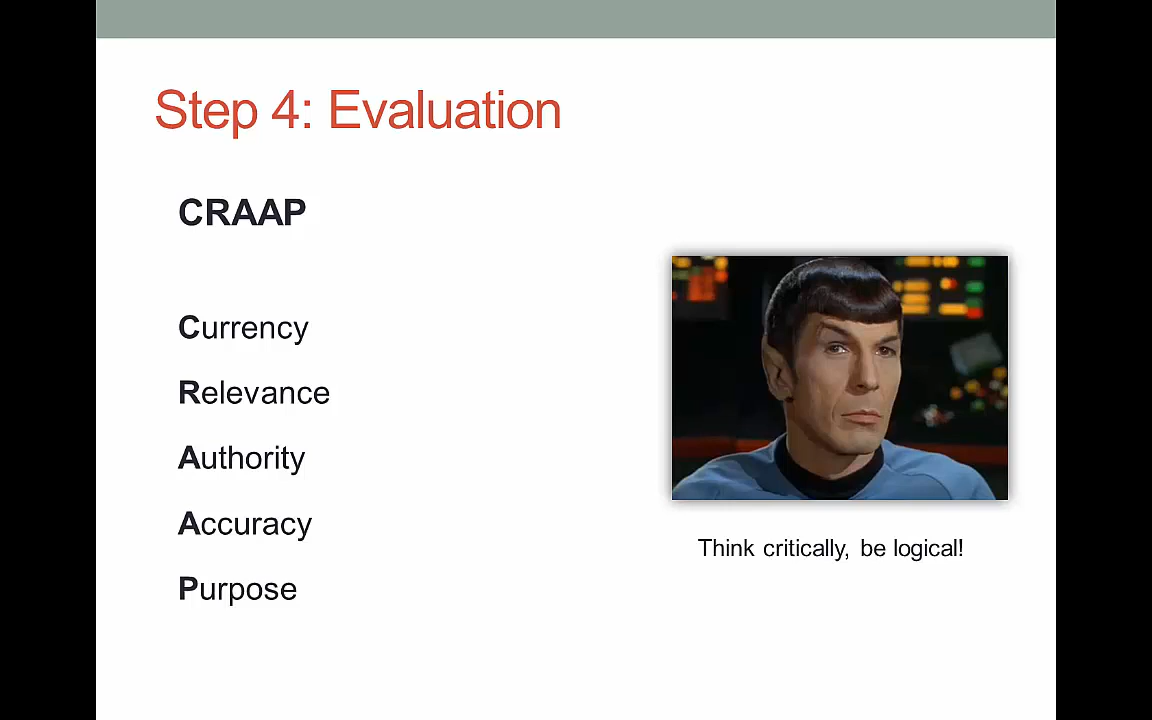 Step 4: Evaluation
CRAAP
Currency
Relevance
Authority
Accuracy
Purpose
Think critically, be logical!